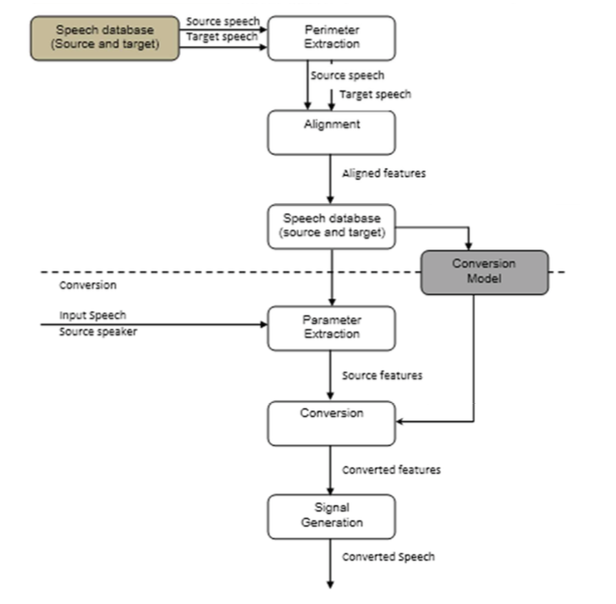 Speech database
(Source and target)
Source speech
Target speech
Perimeter
Extraction
Source speech
Target speech
Alignment
Aligned features
Speech database
(source and target)
Conversion
Model
Conversion
Input Speech
Source speaker
Parameter
Extraction
Source features
Conversion
Converted features
Signal
Generation
Converted Speech